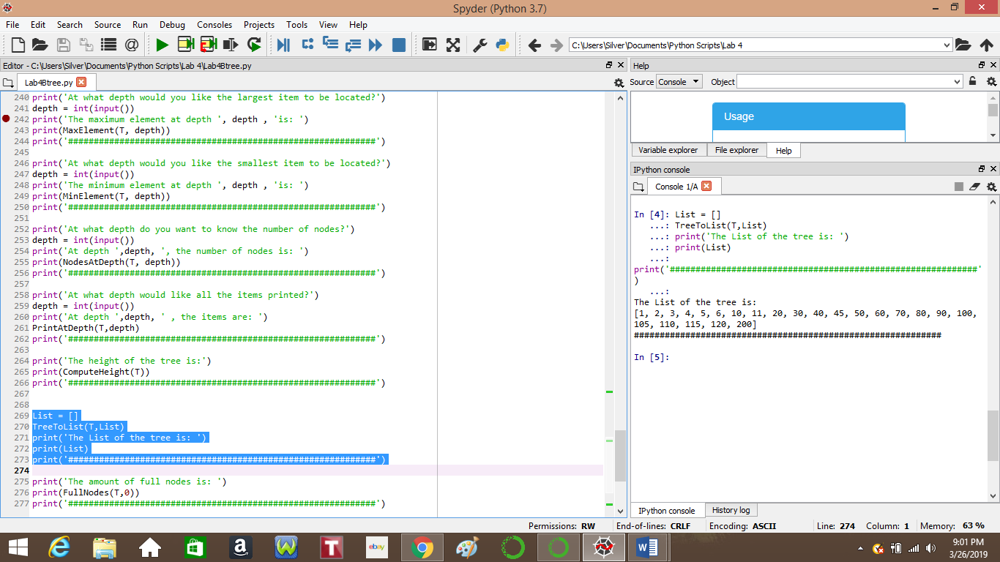 Spyder (Python 3.7)
File Edit Search Source Run Debug Consoles Projects Tools View Help
C:\Users\Silver\Documents\Python Scripts\Lab 4
Editor - C:\Users\Silver\Documents\Python Scripts\Lab 4\Lab4Btree.py
Lab4Btree.py
240 print('At what depth would you like the largest item to be located?')
241 depth = int(input())
242 print('The maximum element at depth ', depth , 'is: ')
243 print(MaxElement(T, depth))
244 print('############################################################')
245
246 print('At what depth would you like the smallest item to be located?')
247 depth = int(input())
248 print('The minimum element at depth ', depth , 'is: ')
249 print(MinElement(T, depth))
250 print('############################################################')
251
252 print('At what depth do you want to know the number of nodes?')
253 depth = int(input())
254 print('At depth ',depth, ', the number of nodes is: ')
255 print(NodesAtDepth(T, depth))
256 print('############################################################')
257
258 print('At what depth would like all the items printed?')
259 depth = int(input())
260 print('At depth ',depth, ' , the items are: ')
261 PrintAtDepth(T,depth)
262 print('############################################################')
263
264 print('The height of the tree is:')
265 print(ComputeHeight(T))
266 print('############################################################')
267
268
269 List = []
270 TreeToList(T,List)
271 print('The List of the tree is: ')
272 print(List)
273 print('############################################################')
274
275 print('The amount of full nodes is: ')
276 print(FullNodes(T,0))
277 print('############################################################')
Help
Source Console Object
Usage
Variable explorer File explorer Help
IPython console
Console 1/A
In [4]: List = []
...: TreeToList(T,List)
...: print('The List of the tree is: ')
...: print(List)
...:
print('############################################################'
)
...:
The List of the tree is:
[1, 2, 3, 4, 5, 6, 10, 11, 20, 30, 40, 45, 50, 60, 70, 80, 90, 100,
105, 110, 115, 120, 200]
############################################################
In [5]:
IPython console History log
Permissions: RW End-of-lines: CRLF Encoding: ASCII Line: 274 Column: 1 Memory: 63 %
a
W
T
ebay
W
9:01 PM
3/26/2019